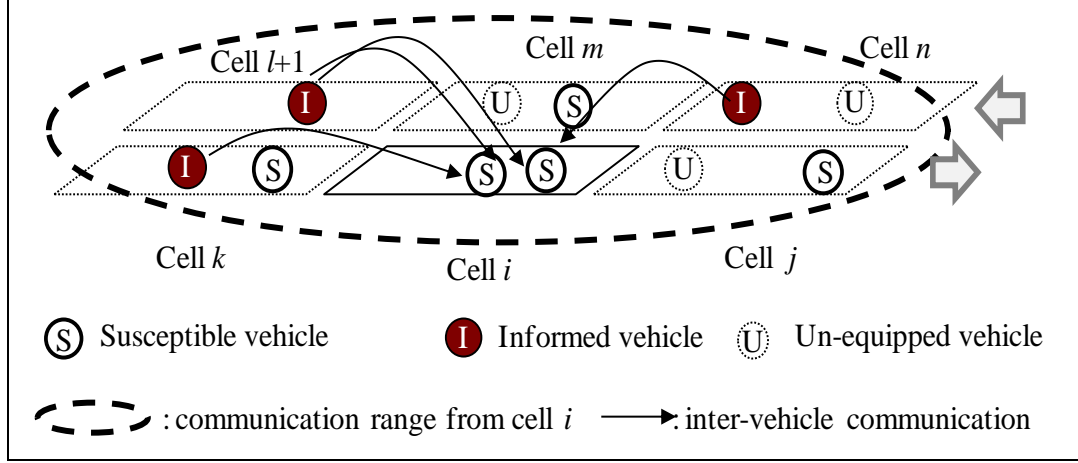 Cell l+1 Cell m Cell n
I U S I U
I S S S U S
Cell k Cell i Cell j
S Susceptible vehicle I Informed vehicle U Un-equipped vehicle
: communication range from cell i : inter-vehicle communication